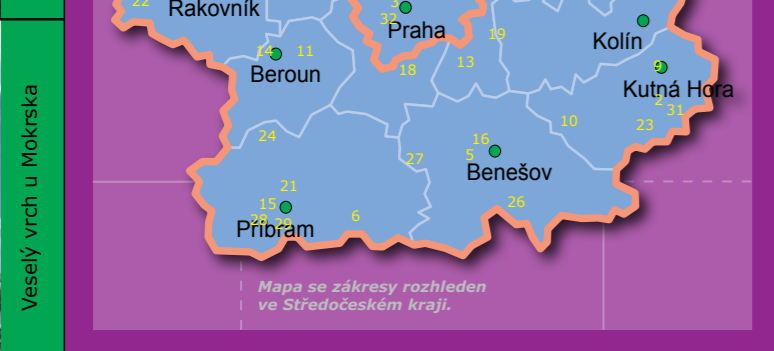 22
Rakovník
3
32
Praha
19
Kolín
14
11
Beroun
18
13
9
Kutná Hora
2
31
10
23
24
16
5
27
Benešov
21
15
26
28
29
6
Příbram
Veselý vrch u Mokrska
Mapa se zákresy rozhleden
ve Středočeském kraji.